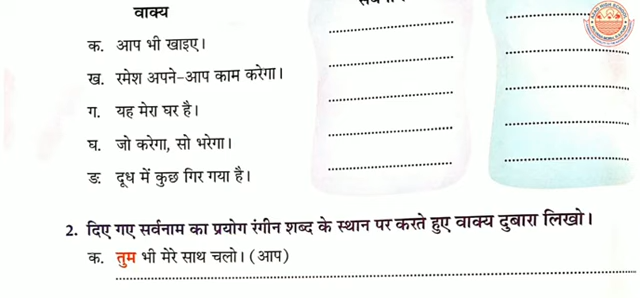 वाक्य
क. आप भी खाइए।
ख. रमेश अपने-आप काम करेगा।
ग. यह मेरा घर है।
घ. जो करेगा, सो भरेगा।
ङ. दूध में कुछ गिर गया है।
2. दिए गए सर्वनाम का प्रयोग रंगीन शब्द के स्थान पर करते हुए वाक्य दुबारा लिखो।
क. तुम भी मेरे साथ चलो। (आप)